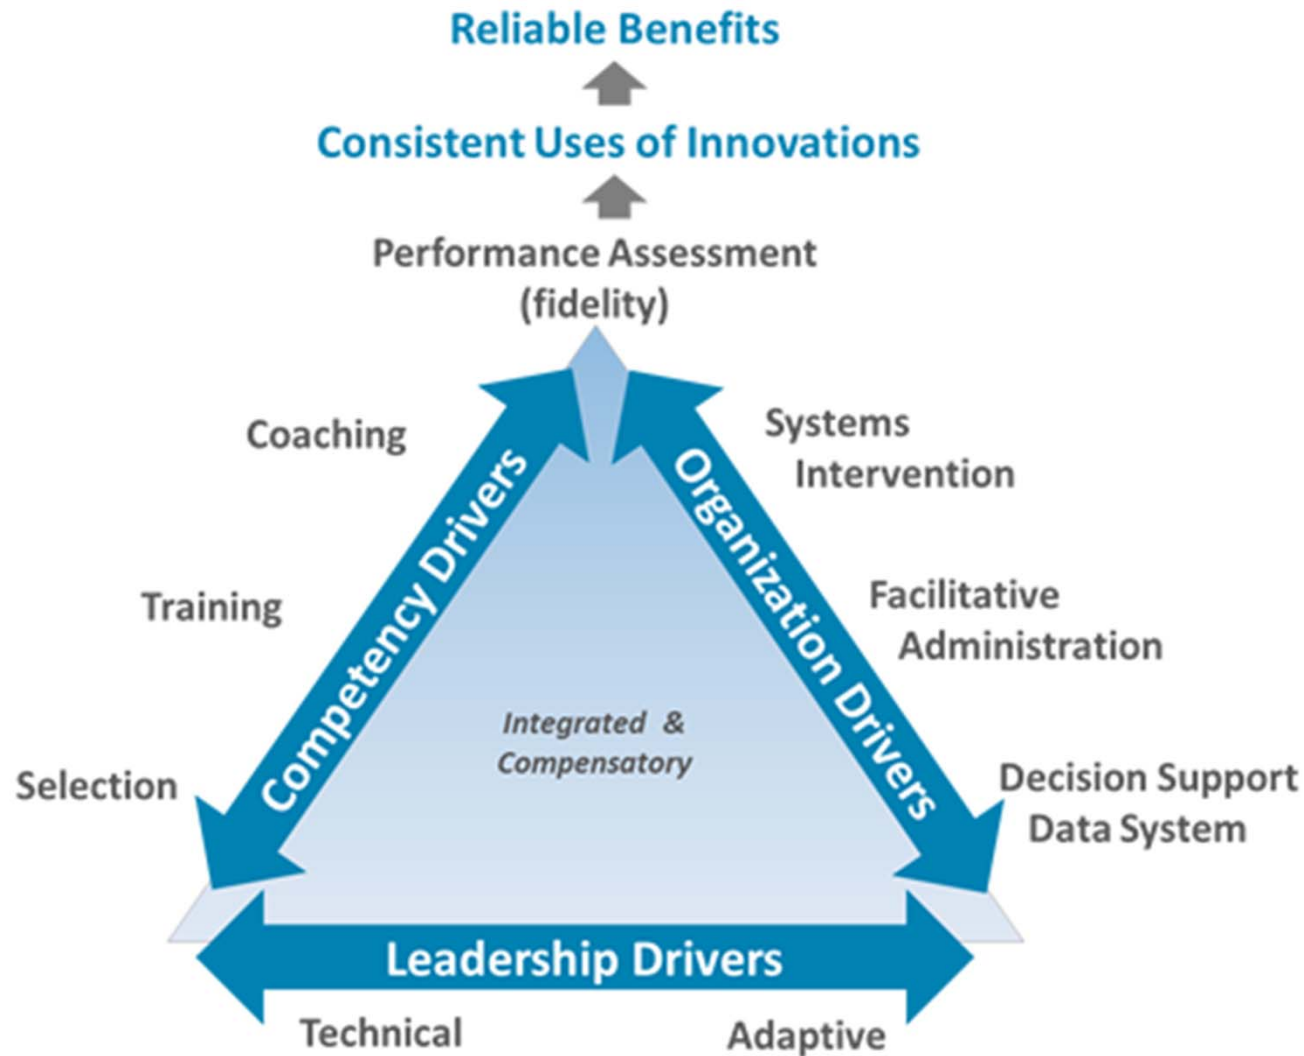 Reliable Benefits
Consistent Uses of Innovations
Performance Assessment
(fidelity)
Coaching
Training
Selection
Competency Drivers
Organization Drivers
Systems
Intervention
Facilitative
Administration
Decision Support
Data System
Integrated &
Compensatory
Leadership Drivers
Technical
Adaptive